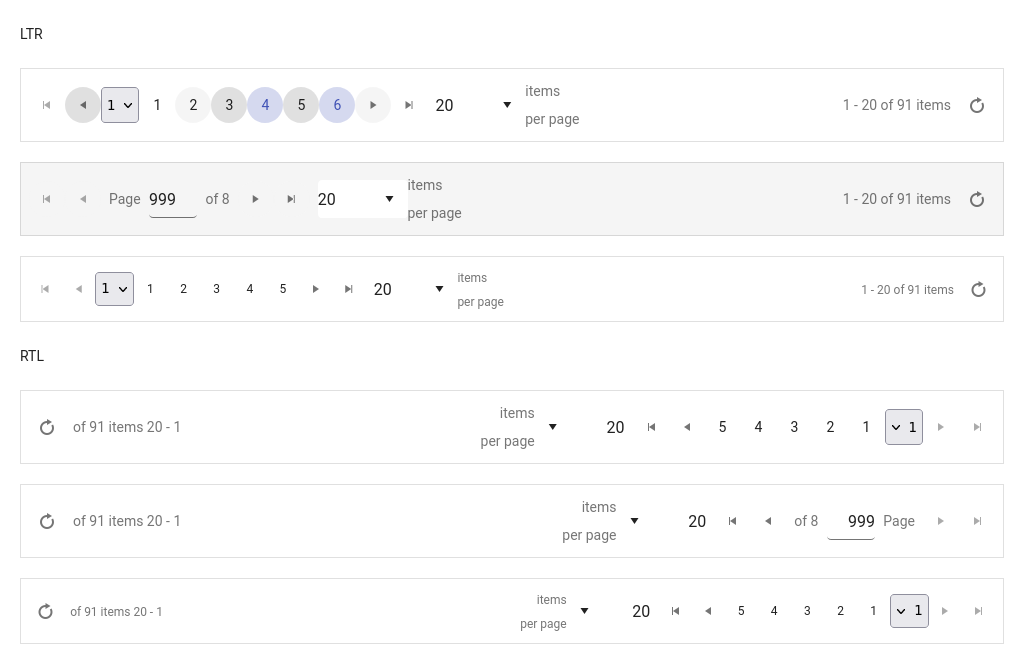 LTR
1 1 2 3 4 5 6 20 items per page 1 - 20 of 91 items
Page 999 of 8 20 items per page 1 - 20 of 91 items
1 1 2 3 4 5 20 items per page 1 - 20 of 91 items
RTL
of 91 items 20 - 1 items per page 20 5 4 3 2 1 1
of 91 items 20 - 1 items per page 20 of 8 999 Page
of 91 items 20 - 1 items per page 20 5 4 3 2 1 1